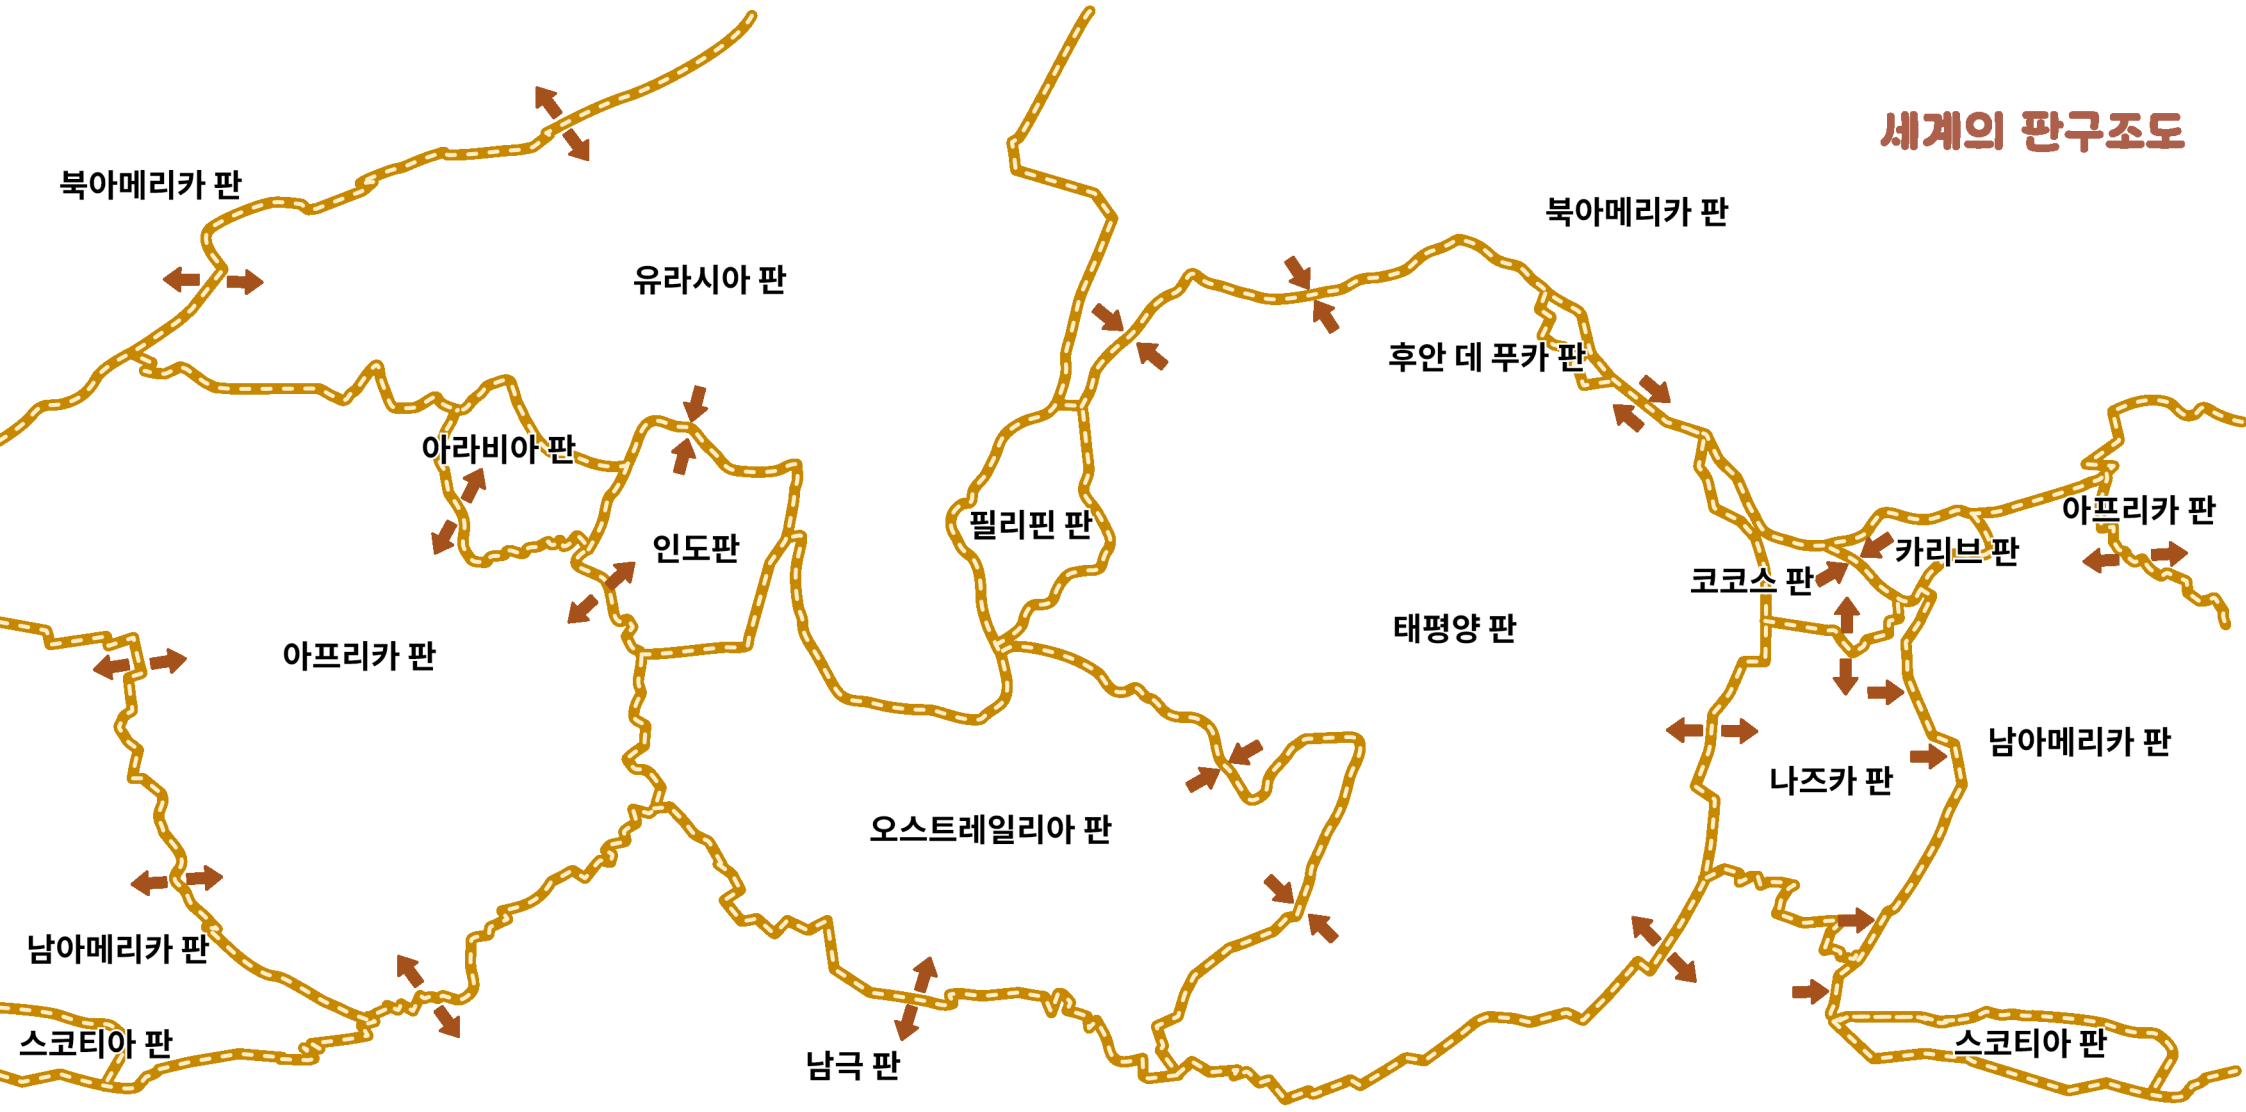 세계의 판구조도
북아메리카 판
북아메리카 판
유라시아 판
후안 데 푸카 판
아라비아 판
아프리카 판
필리핀 판
인도판
카리브 판
코코스 판
태평양 판
아프리카 판
남아메리카 판
나즈카 판
오스트레일리아 판
남아메리카 판
스코티아 판
스코티아 판
남극 판